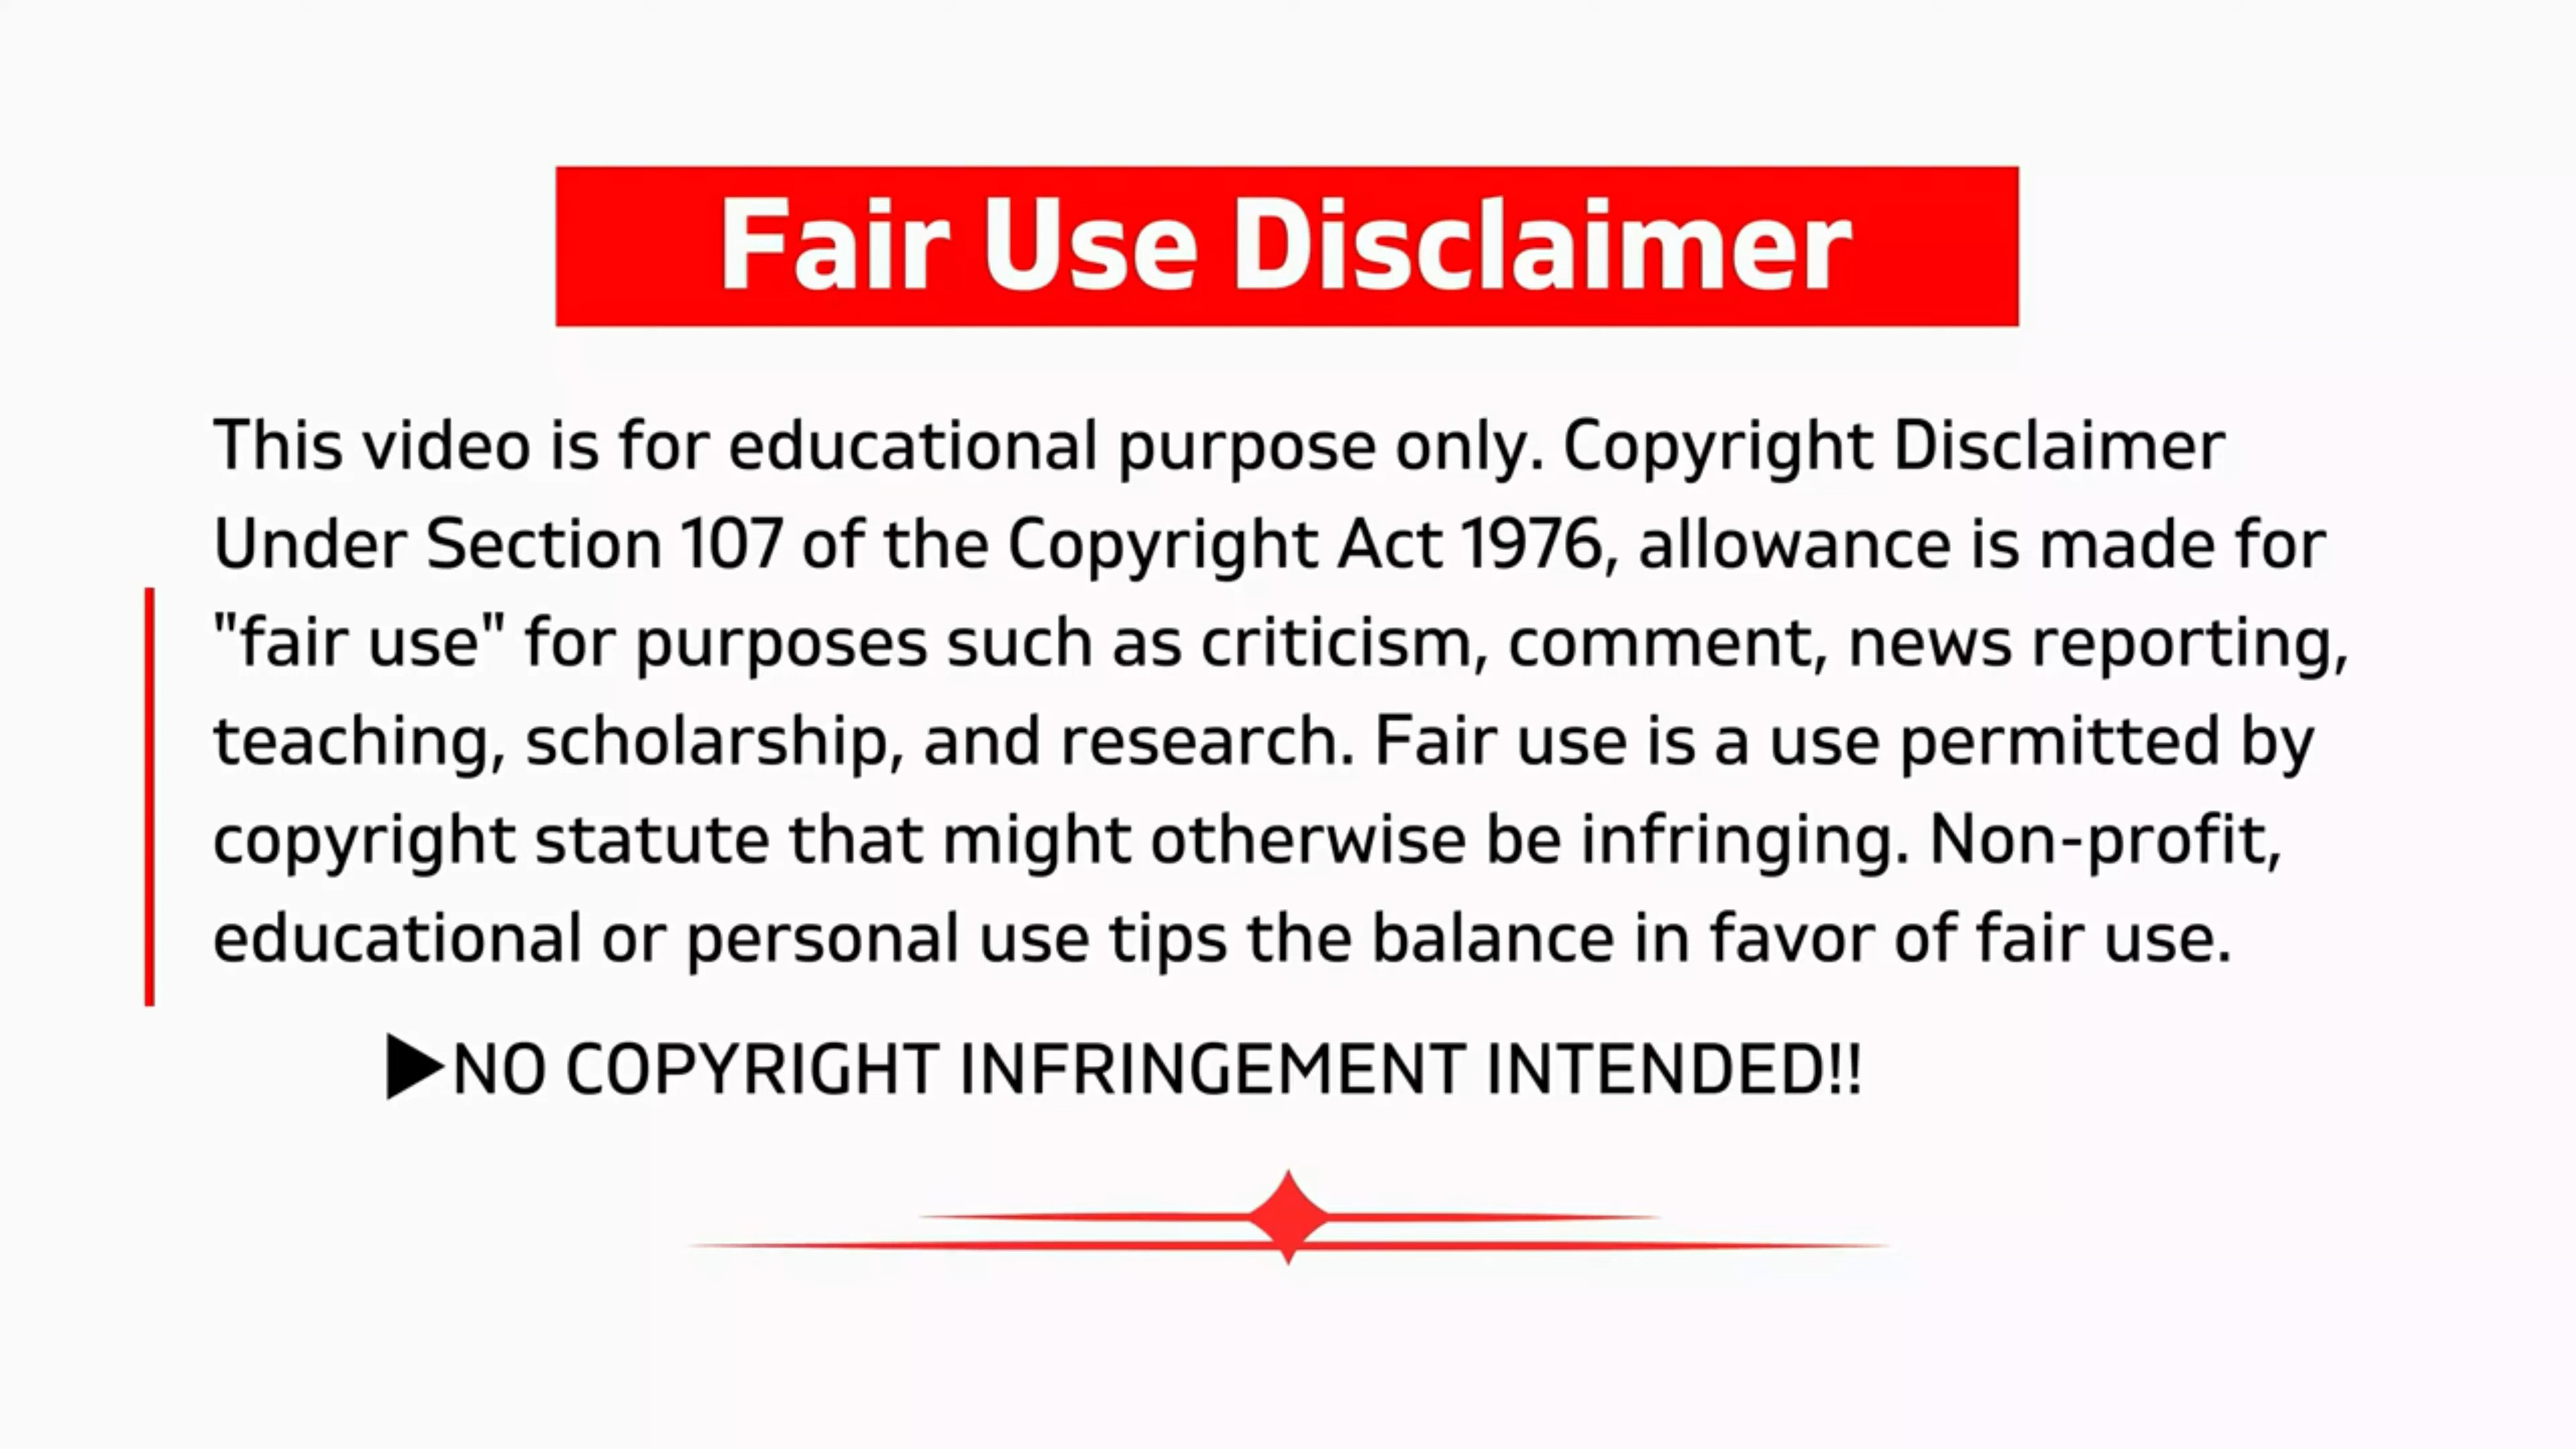 Fair Use Disclaimer
This video is for educational purpose only. Copyright Disclaimer
Under Section 107 of the Copyright Act 1976, allowance is made for
"fair use" for purposes such as criticism, comment, news reporting,
teaching, scholarship, and research. Fair use is a use permitted by
copyright statute that might otherwise be infringing. Non-profit,
educational or personal use tips the balance in favor of fair use.
▶NO COPYRIGHT INFRINGEMENT INTENDED!!